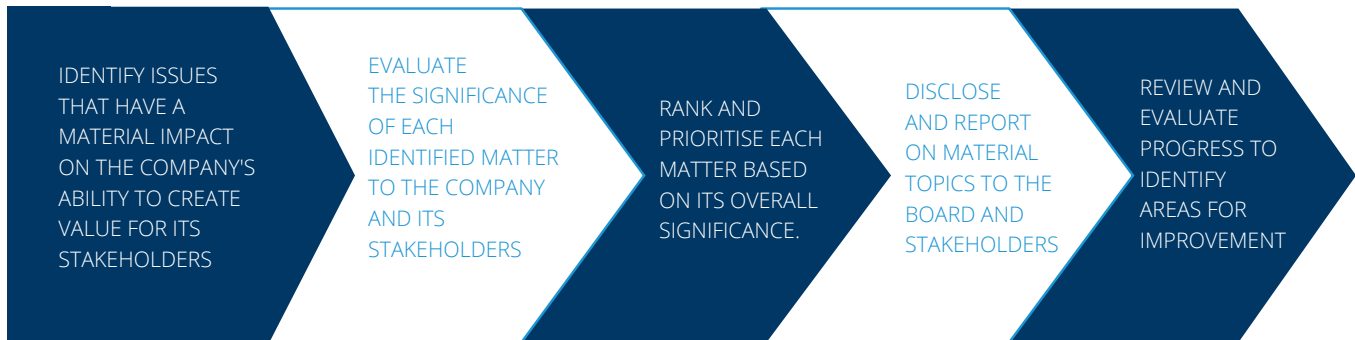 IDENTIFY ISSUES
THAT HAVE A
MATERIAL IMPACT
ON THE COMPANY'S
ABILITY TO CREATE
VALUE FOR ITS
STAKEHOLDERS
EVALUATE
THE SIGNIFICANCE
OF EACH
IDENTIFIED MATTER
TO THE COMPANY
AND ITS
STAKEHOLDERS
RANK AND
PRIORITISE EACH
MATTER BASED
ON ITS OVERALL
SIGNIFICANCE.
DISCLOSE
AND REPORT
ON MATERIAL
TOPICS TO THE
BOARD AND
STAKEHOLDERS
REVIEW AND
EVALUATE
PROGRESS TO
IDENTIFY
AREAS FOR
IMPROVEMENT